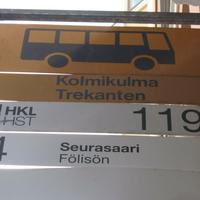 Kolmikulma
Trekanten
HKL 119
HST
4 Seurasaari
Fölisön